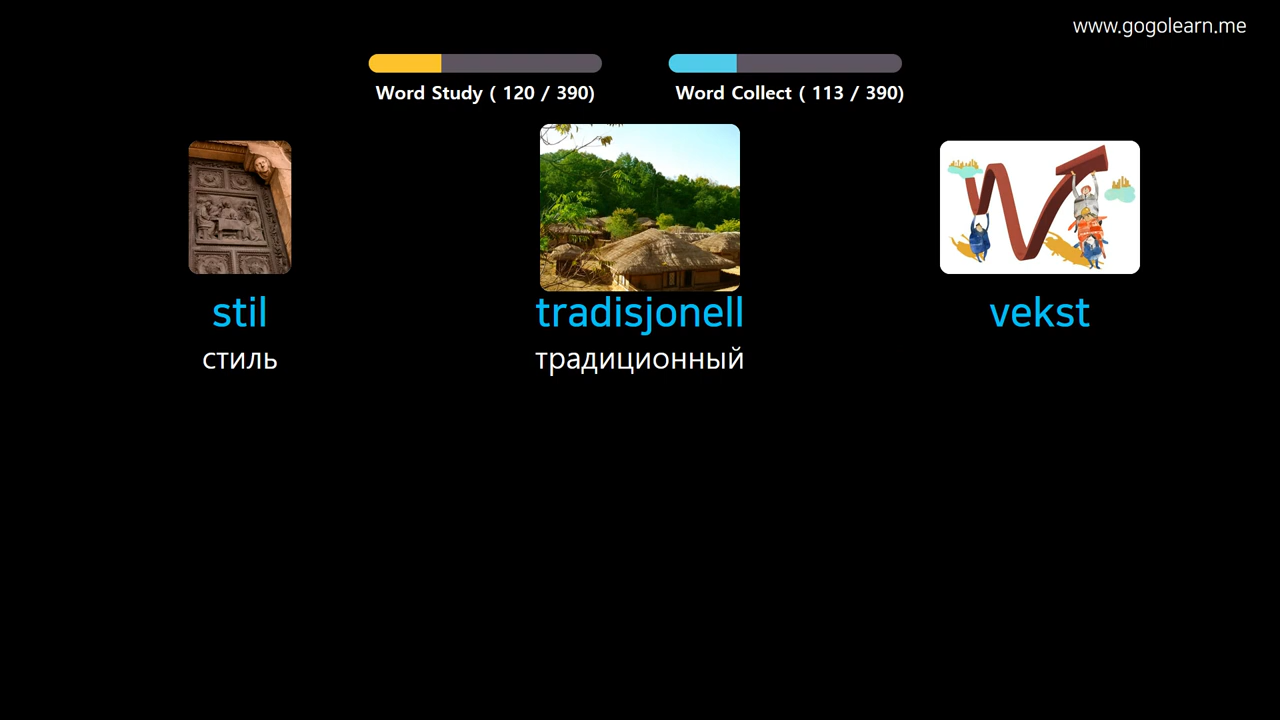 www.gogolearn.me
Word Study ( 120 / 390)
Word Collect ( 113 / 390)
stil
tradisjonell
vekst
стиль
традиционный